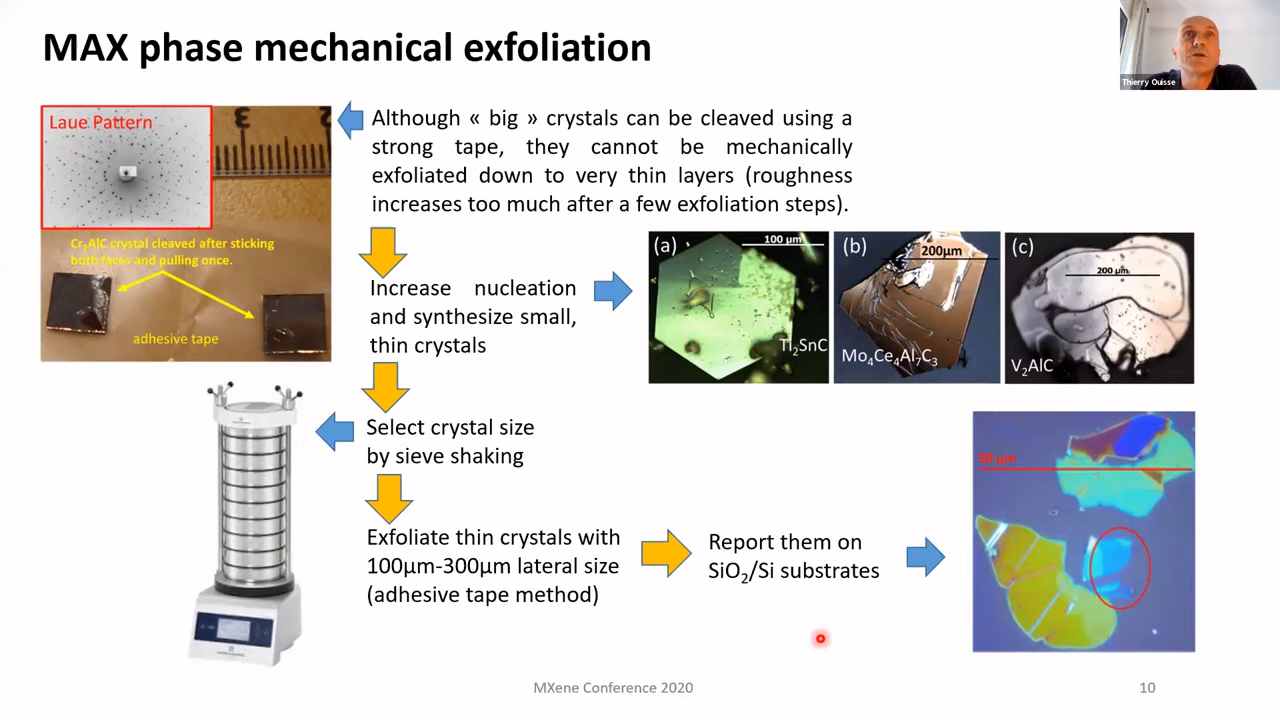 MAX phase mechanical exfoliation
Thierry Ouisse
Laue Pattern
3
2
Cr₂AlC crystal cleaved after sticking
both faces and pulling once.
adhesive tape
Although « big » crystals can be cleaved using a
strong tape, they cannot be mechanically
exfoliated down to very thin layers (roughness
increases too much after a few exfoliation steps).
Increase nucleation
and synthesize small,
thin crystals
(a)
100 µm
Ti₂SnC
(b)
200µm
Mo₄Ce₄Al₇C₃
(c)
200 µm
V₂AlC
Select crystal size
by sieve shaking
Exfoliate thin crystals with
100µm-300µm lateral size
(adhesive tape method)
Report them on
SiO₂/Si substrates
50 µm
MXene Conference 2020
10